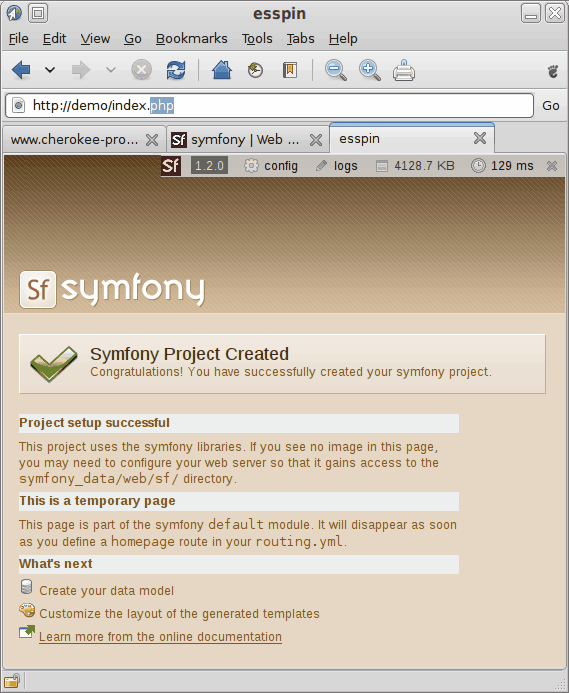 esspin
File Edit View Go Bookmarks Tools Tabs Help
http://demo/index.php Go
www.cherokee-pro... symfony | Web ... esspin
Sf 1.2.0 config logs 4128.7 KB 129 ms
Sf symfony
Symfony Project Created
Congratulations! You have successfully created your symfony project.
Project setup successful
This project uses the symfony libraries. If you see no image in this page,
you may need to configure your web server so that it gains access to the
symfony_data/web/sf/ directory.
This is a temporary page
This page is part of the symfony default module. It will disappear as soon
as you define a homepage route in your routing.yml.
What's next
Create your data model
Customize the layout of the generated templates
Learn more from the online documentation